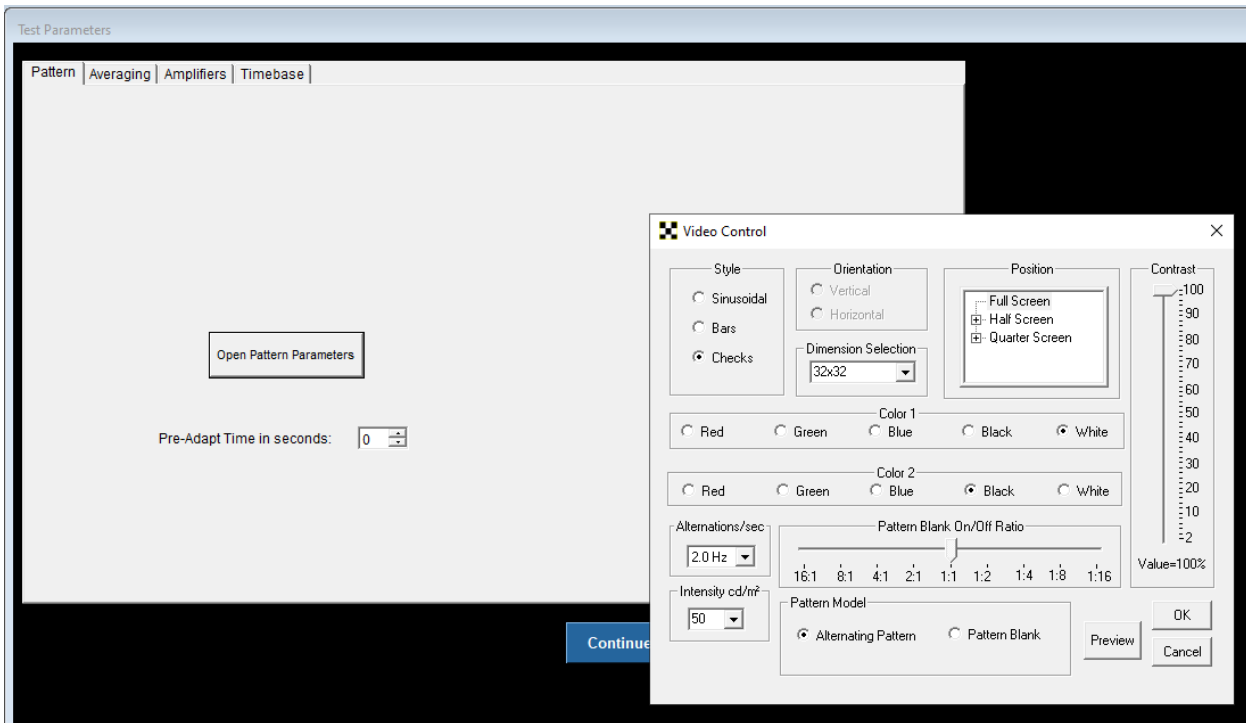 Test Parameters
Pattern Averaging Amplifiers Timebase
Open Pattern Parameters
Pre-Adapt Time in seconds: 0
Continue
Video Control
Style
Sinusoidal
Bars
Checks
Orientation
Vertical
Horizontal
Dimension Selection
32x32
Position
Full Screen
Half Screen
Quarter Screen
Contrast
100
90
80
70
60
50
40
30
20
10
2
Value=100%
Color 1
Red Green Blue Black White
Color 2
Red Green Blue Black White
Alternations/sec
2.0 Hz
Pattern Blank On/Off Ratio
16:1 8:1 4:1 2:1 1:1 1:2 1:4 1:8 1:16
Intensity cd/m²
50
Pattern Model
Alternating Pattern Pattern Blank
Preview
OK
Cancel